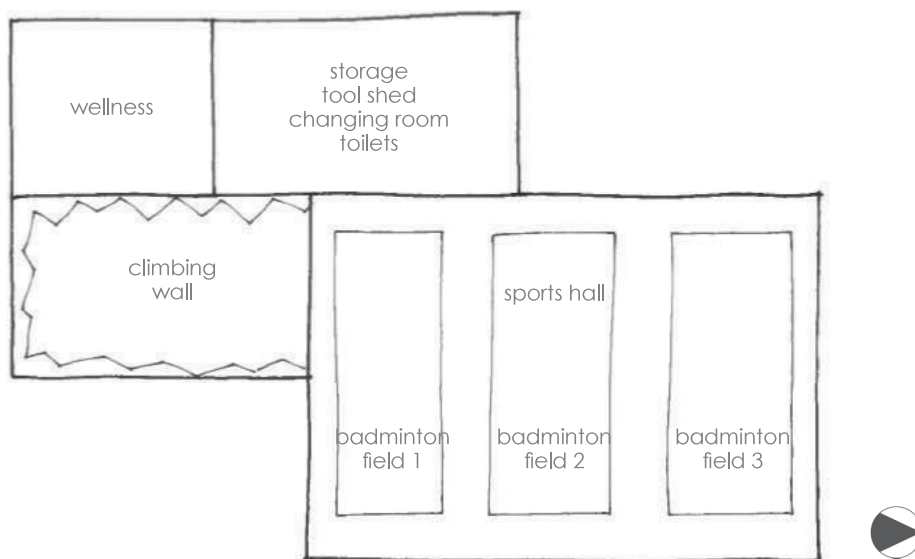 wellness
storage
tool shed
changing room
toilets
climbing
wall
sports hall
badminton
field 1
badminton
field 2
badminton
field 3